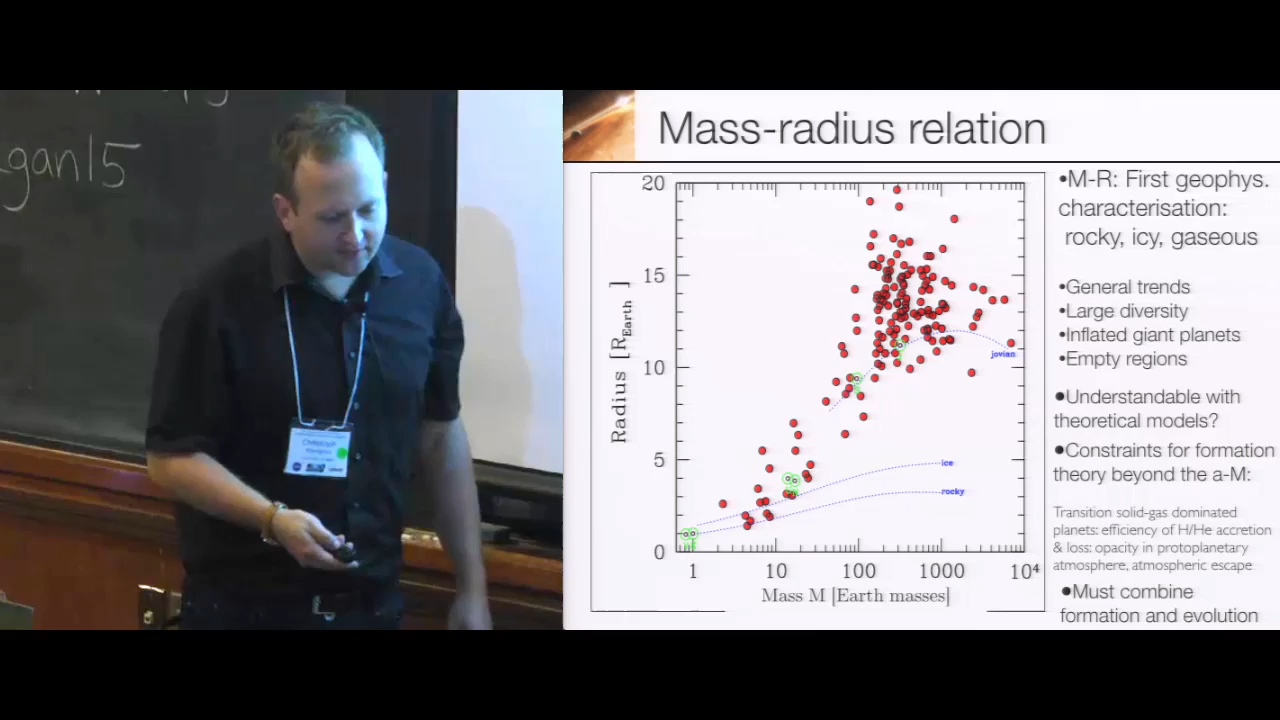 gan15
Christoph
Mass-radius relation
20
15
10
5
0
Radius [R_Earth ]
1
10
100
1000
10⁴
Mass M [Earth masses]
jovian
ice
rocky
•M-R: First geophys.
characterisation:
rocky, icy, gaseous
•General trends
•Large diversity
•Inflated giant planets
•Empty regions
●Understandable with
theoretical models?
●Constraints for formation
theory beyond the a-M:
Transition solid-gas dominated
planets: efficiency of H/He accretion
& loss: opacity in protoplanetary
atmosphere, atmospheric escape
●Must combine
formation and evolution